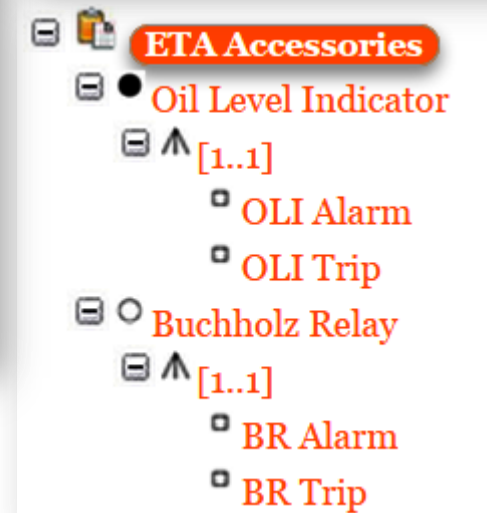 ETA Accessories
Oil Level Indicator
[1..1]
OLI Alarm
OLI Trip
Buchholz Relay
[1..1]
BR Alarm
BR Trip